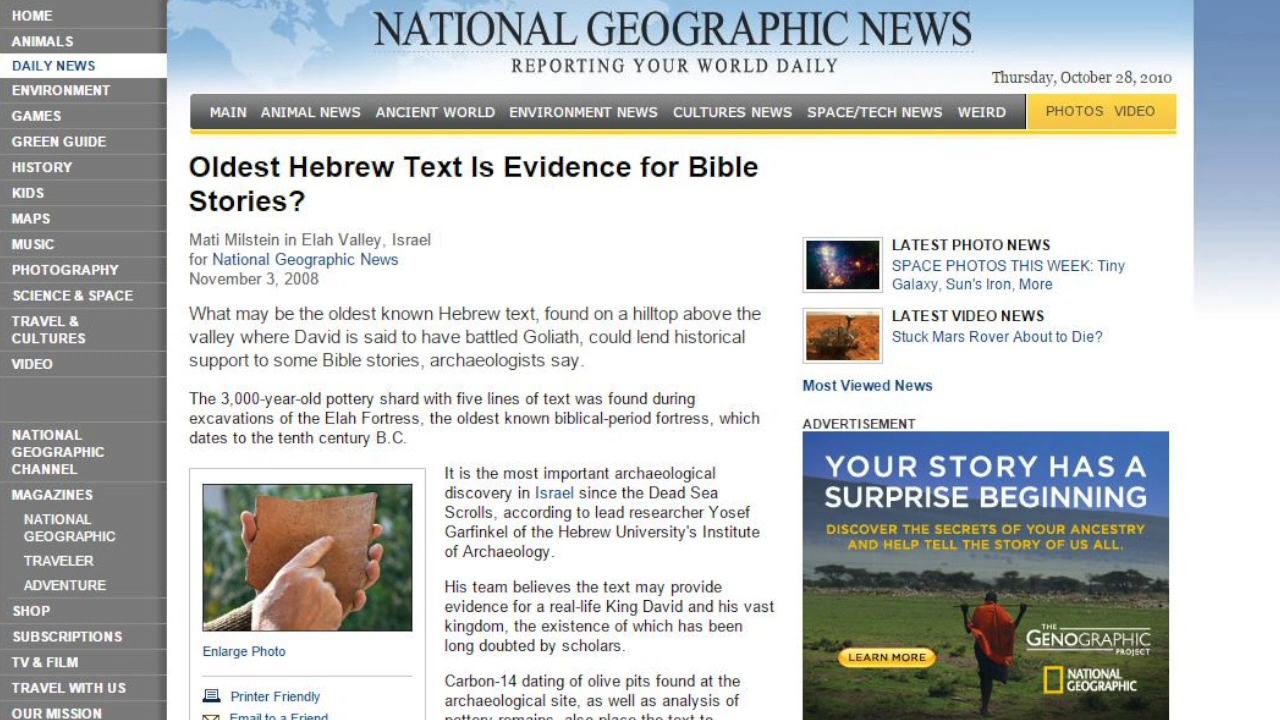 HOME
ANIMALS
DAILY NEWS
ENVIRONMENT
GAMES
GREEN GUIDE
HISTORY
KIDS
MAPS
MUSIC
PHOTOGRAPHY
SCIENCE & SPACE
TRAVEL &
CULTURES
VIDEO
NATIONAL
GEOGRAPHIC
CHANNEL
MAGAZINES
NATIONAL
GEOGRAPHIC
TRAVELER
ADVENTURE
SHOP
SUBSCRIPTIONS
TV & FILM
TRAVEL WITH US
OUR MISSION
NATIONAL GEOGRAPHIC NEWS
REPORTING YOUR WORLD DAILY
Thursday, October 28, 2010
MAIN ANIMAL NEWS ANCIENT WORLD ENVIRONMENT NEWS CULTURES NEWS SPACE/TECH NEWS WEIRD PHOTOS VIDEO
Oldest Hebrew Text Is Evidence for Bible
Stories?
Mati Milstein in Elah Valley, Israel
for National Geographic News
November 3, 2008
What may be the oldest known Hebrew text, found on a hilltop above the
valley where David is said to have battled Goliath, could lend historical
support to some Bible stories, archaeologists say.
The 3,000-year-old pottery shard with five lines of text was found during
excavations of the Elah Fortress, the oldest known biblical-period fortress, which
dates to the tenth century B.C.
It is the most important archaeological
discovery in Israel since the Dead Sea
Scrolls, according to lead researcher Yosef
Garfinkel of the Hebrew University's Institute
of Archaeology.
His team believes the text may provide
evidence for a real-life King David and his vast
kingdom, the existence of which has been
long doubted by scholars.
Carbon-14 dating of olive pits found at the
archaeological site, as well as analysis of
pottery remains, also place the text to
Enlarge Photo
Printer Friendly
Email to a Friend
LATEST PHOTO NEWS
SPACE PHOTOS THIS WEEK: Tiny
Galaxy, Sun's Iron, More
LATEST VIDEO NEWS
Stuck Mars Rover About to Die?
Most Viewed News
ADVERTISEMENT
YOUR STORY HAS A
SURPRISE BEGINNING
DISCOVER THE SECRETS OF YOUR ANCESTRY
AND HELP TELL THE STORY OF US ALL.
THE
GENOGRAPHIC
PROJECT
LEARN MORE
NATIONAL
GEOGRAPHIC